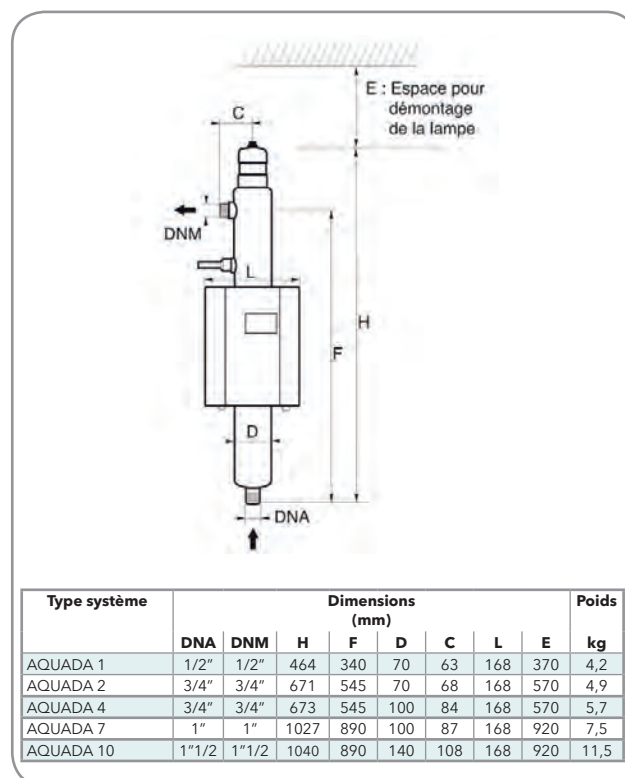 E : Espace pour
démontage
de la lampe
C
DNM
L
H
F
D
DNA
Type système Dimensions Poids
(mm)
DNA DNM H F D C L E kg
AQUADA 1 1/2" 1/2" 464 340 70 63 168 370 4,2
AQUADA 2 3/4" 3/4" 671 545 70 68 168 570 4,9
AQUADA 4 3/4" 3/4" 673 545 100 84 168 570 5,7
AQUADA 7 1" 1" 1027 890 100 87 168 920 7,5
AQUADA 10 1"1/2 1"1/2 1040 890 140 108 168 920 11,5